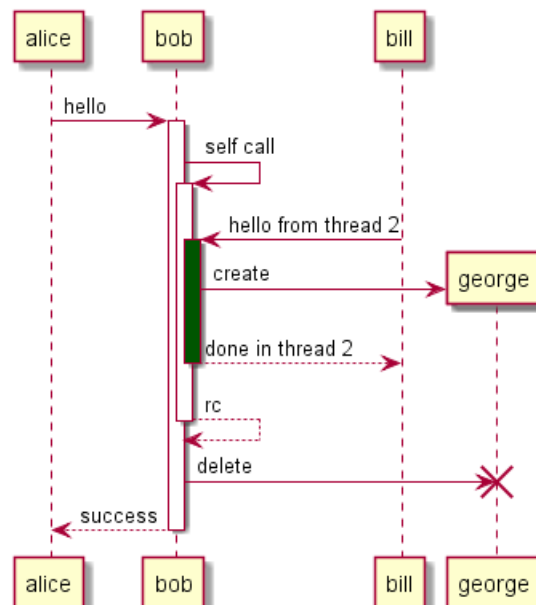 alice
bob
bill
hello
self call
hello from thread 2
create
george
done in thread 2
rc
delete
success
alice
bob
bill
george